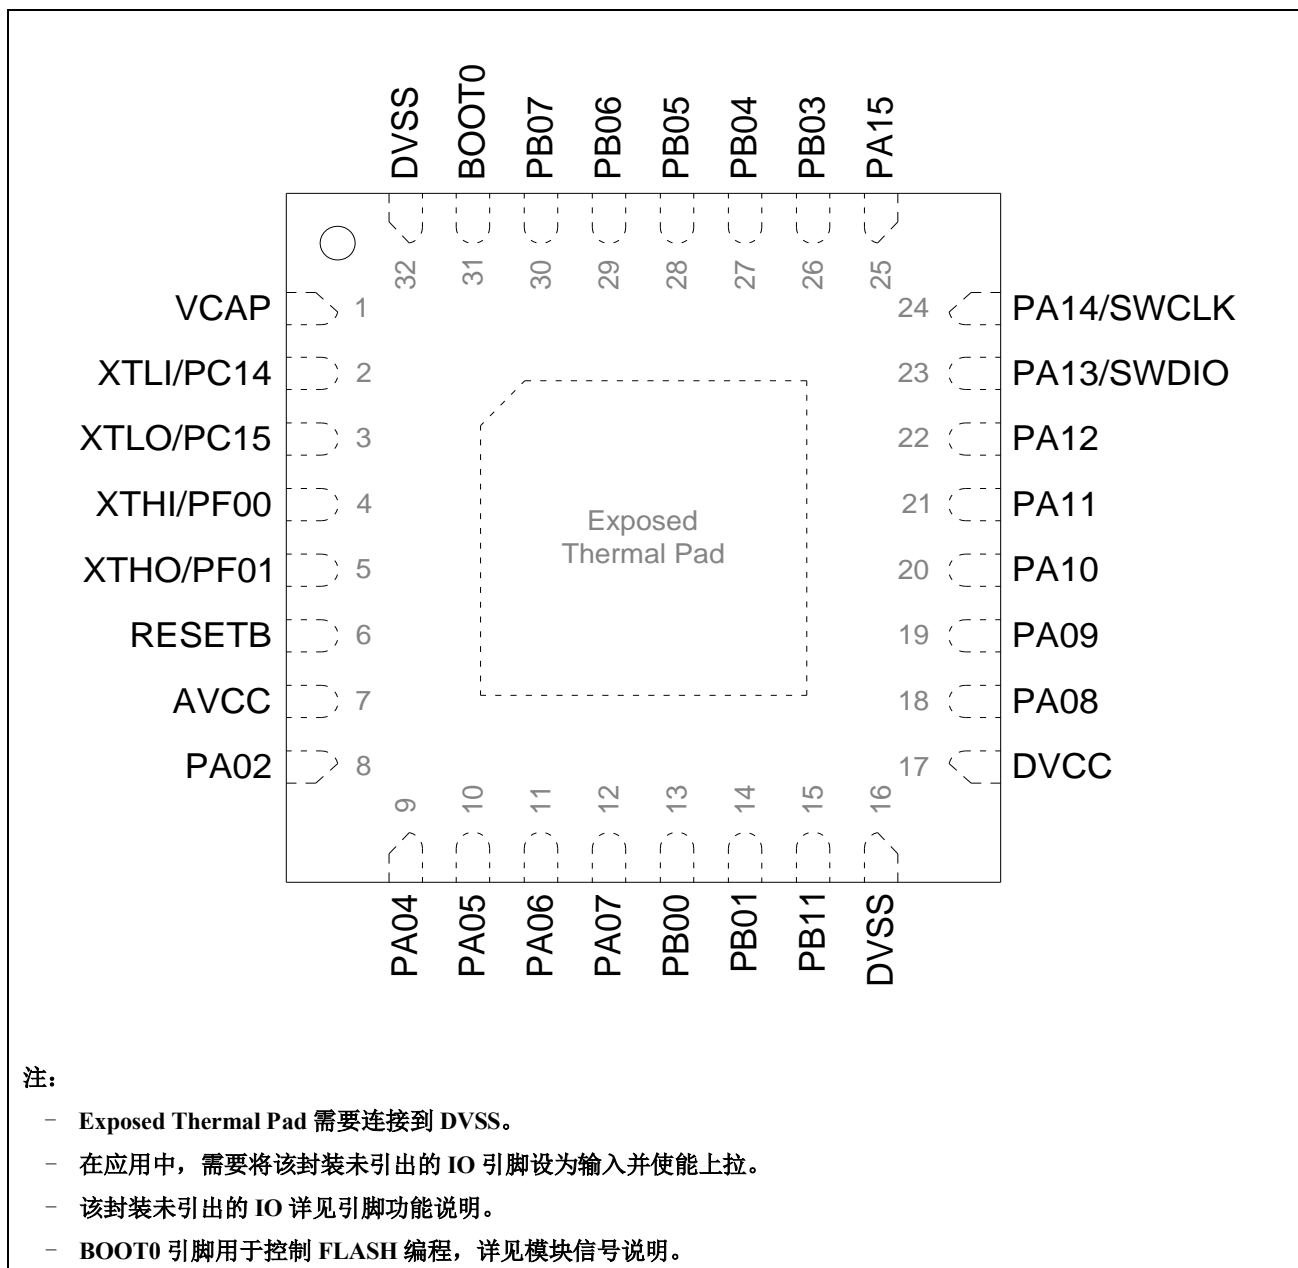 DVSS
BOOT0
PB07
PB06
PB05
PB04
PB03
PA15
32
31
30
29
28
27
26
25
VCAP 1
24 PA14/SWCLK
XTLI/PC14 2
23 PA13/SWDIO
XTLO/PC15 3
22 PA12
XTHI/PF00 4
21 PA11
XTHO/PF01 5
20 PA10
RESETB 6
19 PA09
AVCC 7
18 PA08
PA02 8
17 DVCC
Exposed
Thermal Pad
9
10
11
12
13
14
15
16
PA04
PA05
PA06
PA07
PB00
PB01
PB11
DVSS
注：
- Exposed Thermal Pad 需要连接到 DVSS。
- 在应用中，需要将该封装未引出的 IO 引脚设为输入并使能上拉。
- 该封装未引出的 IO 详见引脚功能说明。
- BOOT0 引脚用于控制 FLASH 编程，详见模块信号说明。